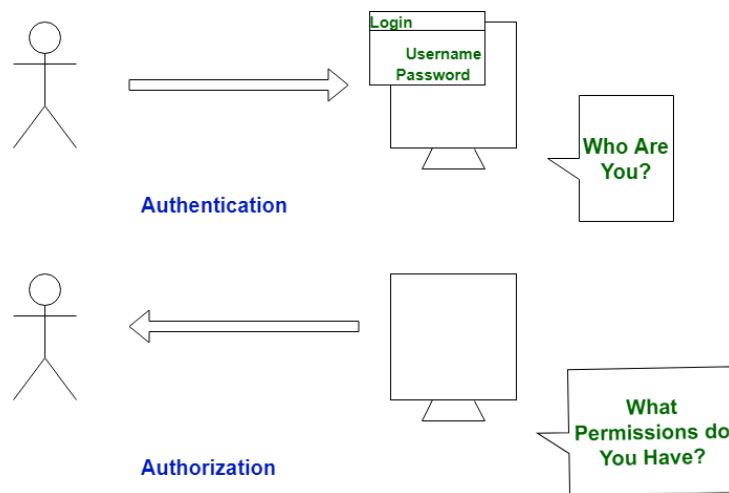 Login
Username
Password
Who Are
You?
Authentication
What
Permissions do
You Have?
Authorization